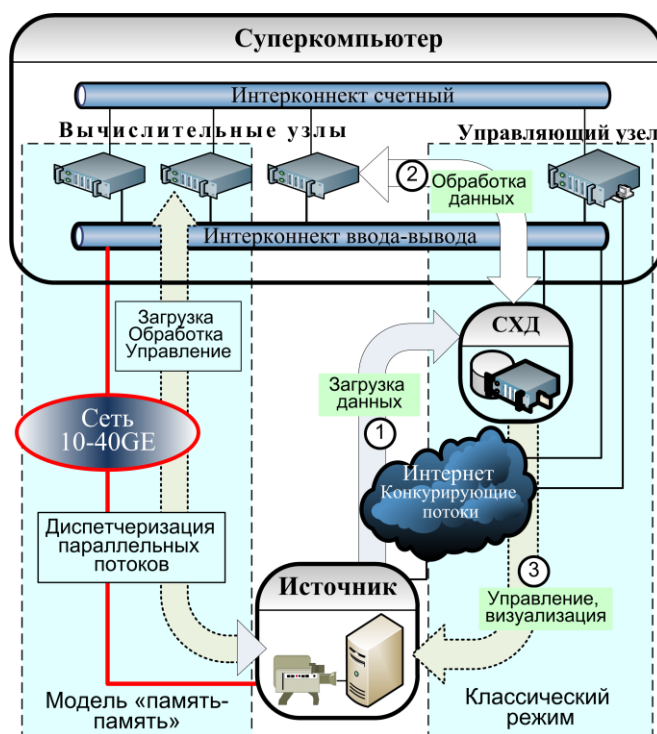 Суперкомпьютер
Интерконнект счетный
Вычислительные узлы
Управляющий узел
2
Обработка
данных
Интерконнект ввода-вывода
Загрузка
Обработка
Управление
СХД
Загрузка
данных
1
Сеть
10-40GE
Интернет
Конкурирующие
потоки
Диспетчеризация
параллельных
потоков
3
Источник
Управление,
визуализация
Модель «память-
память»
Классический
режим